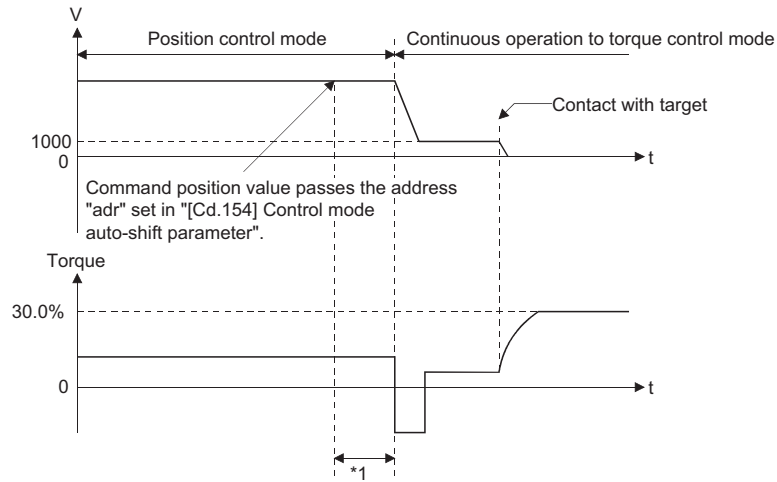 V
Position control mode
Continuous operation to torque control mode
Contact with target
1000
0
t
Command position value passes the address
"adr" set in "[Cd.154] Control mode
auto-shift parameter".
Torque
30.0%
0
t
*1